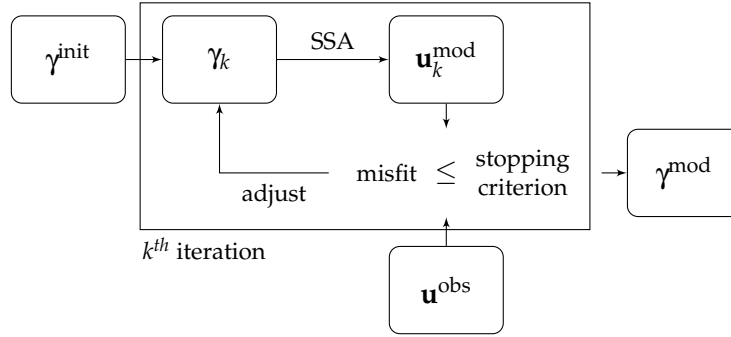 SSA
γ^init
γ_k
u_k^mod
misfit ≤ stopping
criterion
adjust
γ^mod
k^th iteration
u^obs